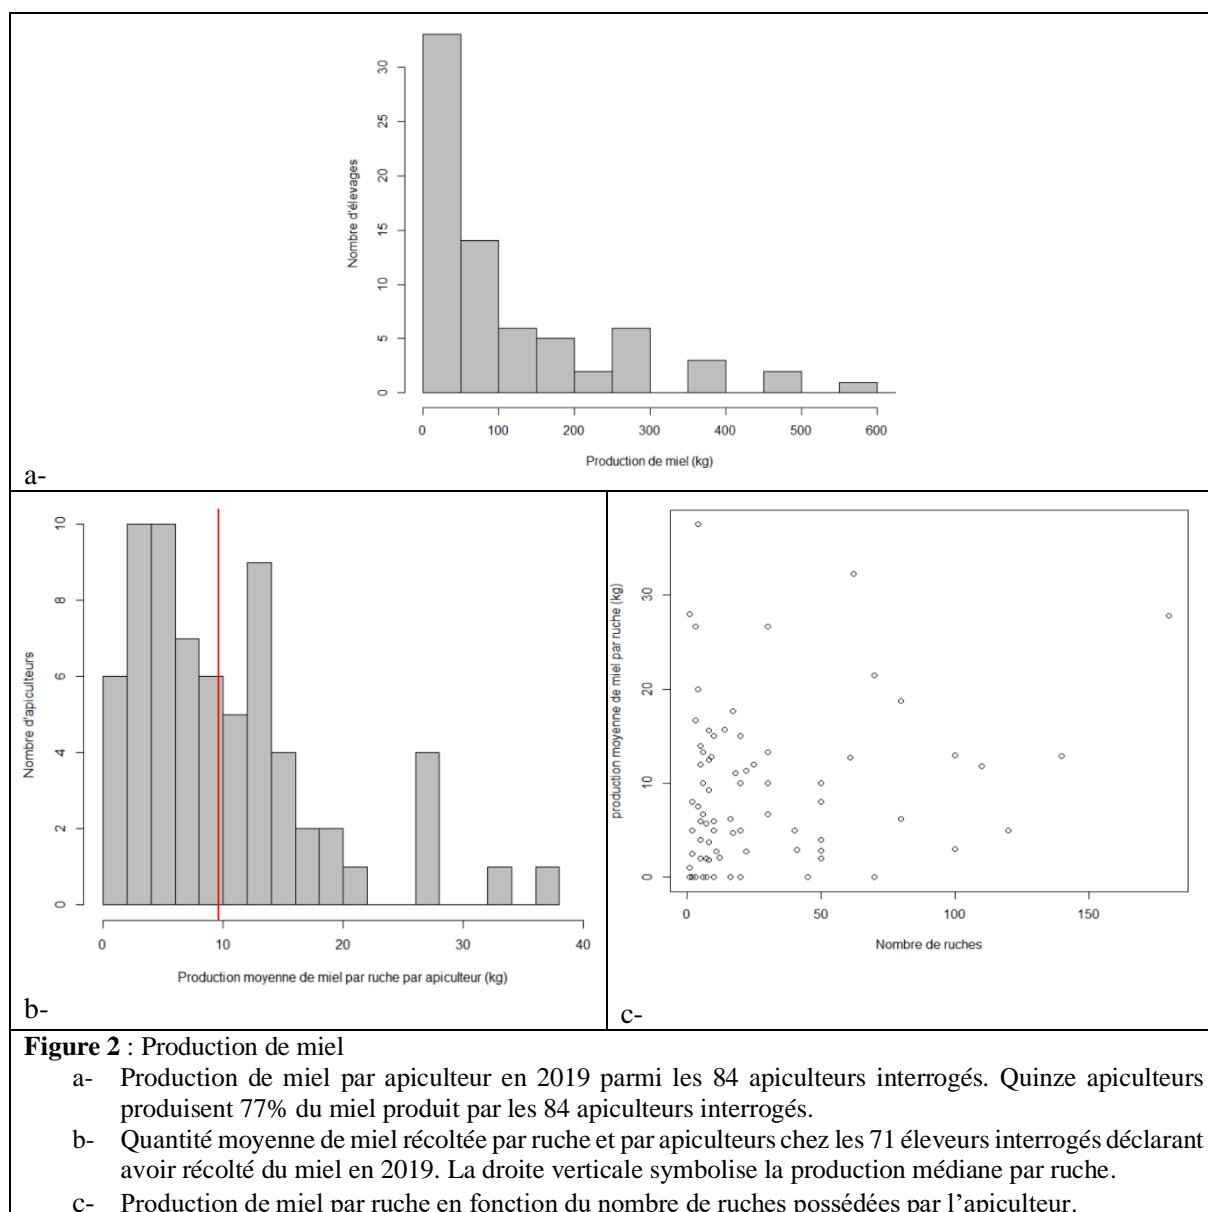 30
25
20
15
10
5
0
Nombre d'élevages
0 100 200 300 400 500 600
Production de miel (kg)
a-
10
8
6
4
2
0
Nombre d'apiculteurs
0 10 20 30 40
Production moyenne de miel par ruche par apiculteur (kg)
b-
30
20
10
0
production moyenne de miel par ruche (kg)
0 50 100 150
Nombre de ruches
c-
Figure 2 : Production de miel
a- Production de miel par apiculteur en 2019 parmi les 84 apiculteurs interrogés. Quinze apiculteurs
produisent 77% du miel produit par les 84 apiculteurs interrogés.
b- Quantité moyenne de miel récoltée par ruche et par apiculteurs chez les 71 éleveurs interrogés déclarant
avoir récolté du miel en 2019. La droite verticale symbolise la production médiane par ruche.
c- Production de miel par ruche en fonction du nombre de ruches possédées par l'apiculteur.